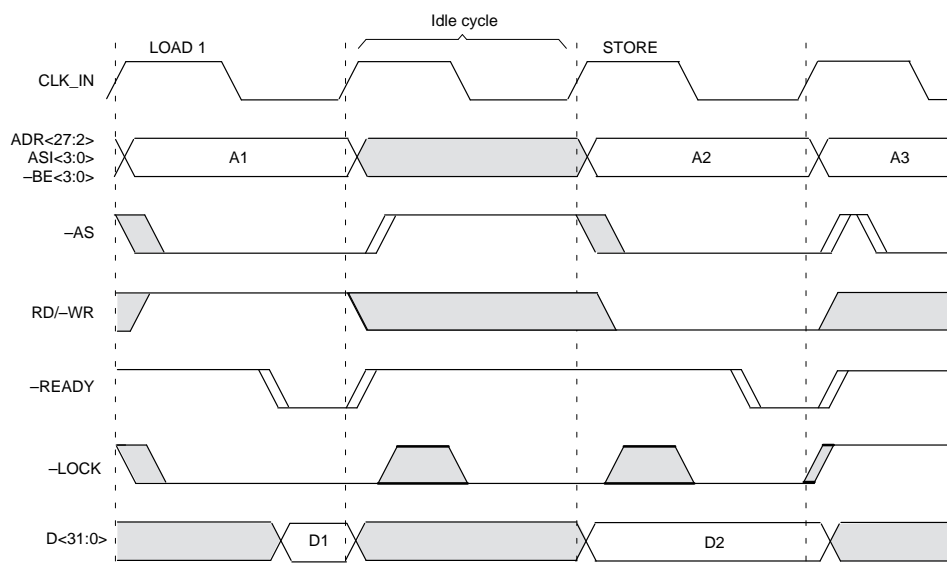 Idle cycle
LOAD 1
STORE
CLK_IN
ADR<27:2>
ASI<3:0>
–BE<3:0>
A1
A2
A3
–AS
RD/–WR
–READY
–LOCK
D<31:0>
D1
D2